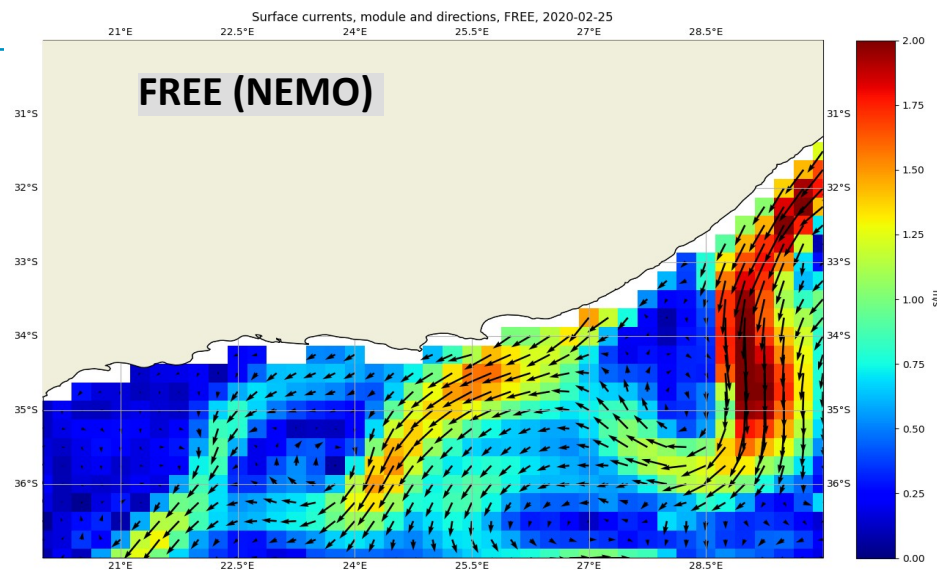 Surface currents, module and directions, FREE, 2020-02-25
21°E 22.5°E 24°E 25.5°E 27°E 28.5°E
FREE (NEMO)
2.00
31°S 31°S
1.75
32°S 32°S
1.50
33°S 33°S
1.25
34°S 34°S
1.00
m/s
35°S 35°S
0.75
0.50
36°S 36°S
0.25
0.00
21°E 22.5°E 24°E 25.5°E 27°E 28.5°E